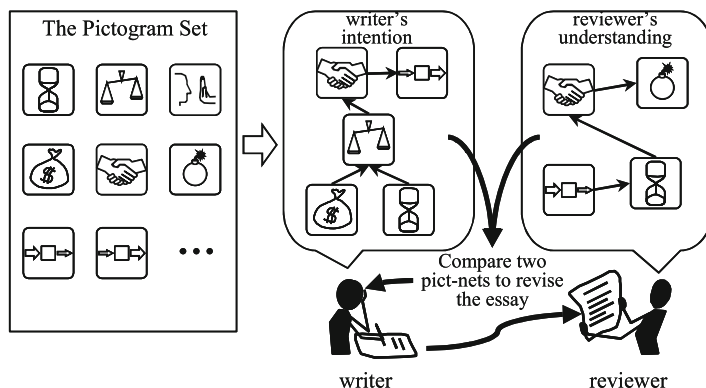 The Pictogram Set
$
writer's
intention
$
reviewer's
understanding
Compare two
pict-nets to revise
the essay
writer
reviewer